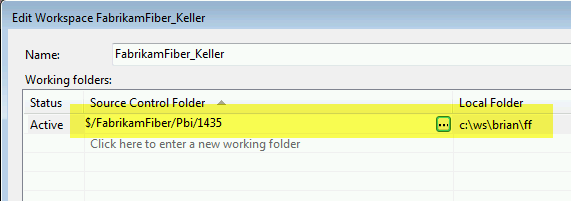 Edit Workspace FabrikamFiber_Keller
Name: FabrikamFiber_Keller
Working folders:
Status Source Control Folder Local Folder
Active $/FabrikamFiber/Pbi/1435 ... c:\ws\brian\ff
Click here to enter a new working folder